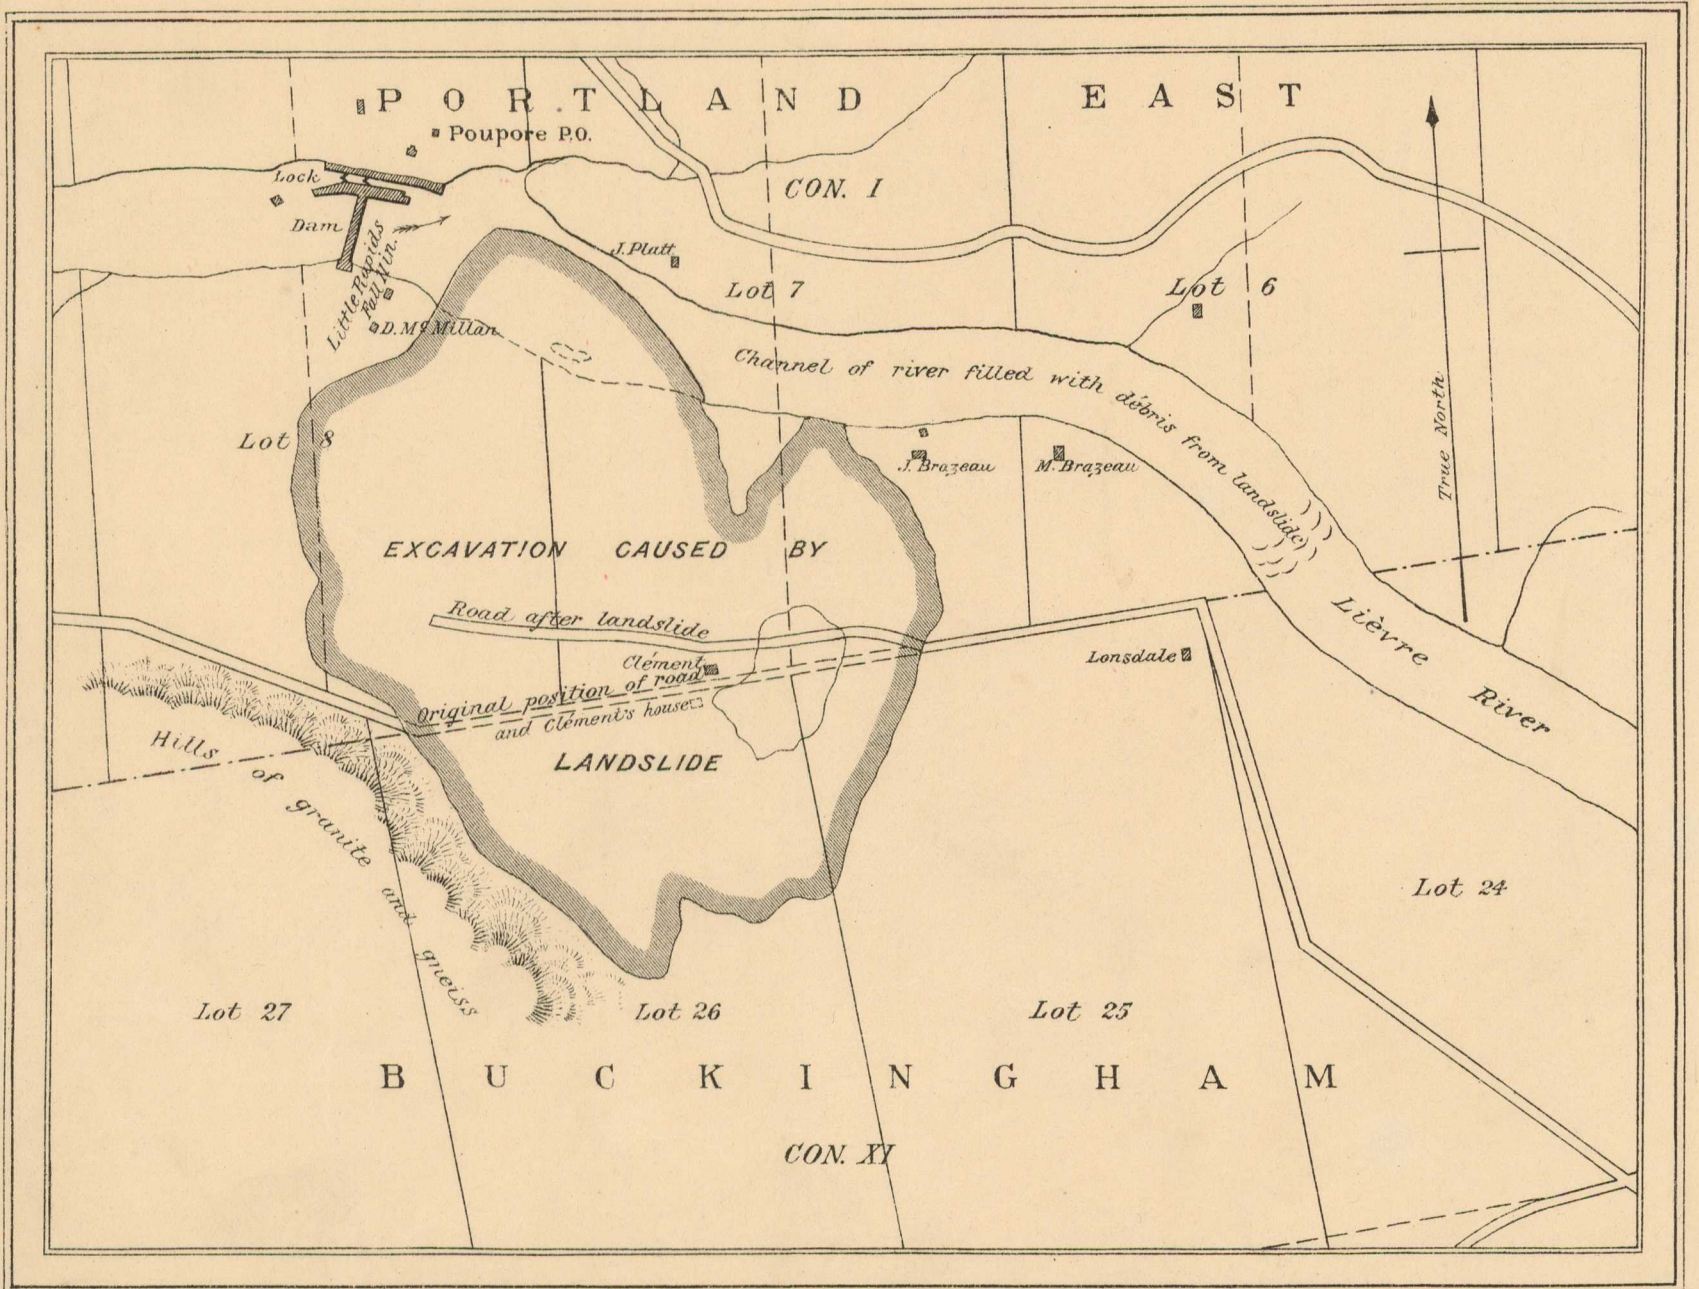 PORTLAND EAST
Poupore P.O.
Lock
CON. I
Dam
Little Rapids
Fall 11 in.
J. Platt
Lot 7
Lot 6
D. McMillan
Channel of river filled with débris from landslide
True North
Lot 8
J. Brazeau
M. Brazeau
EXCAVATION CAUSED BY
Road after landslide
Lièvre
River
Clément
Lonsdale
Original position of road
and Clément's house
LANDSLIDE
Hills of granite and gneiss
Lot 24
Lot 27
Lot 26
Lot 25
BUCKINGHAM
CON. XI